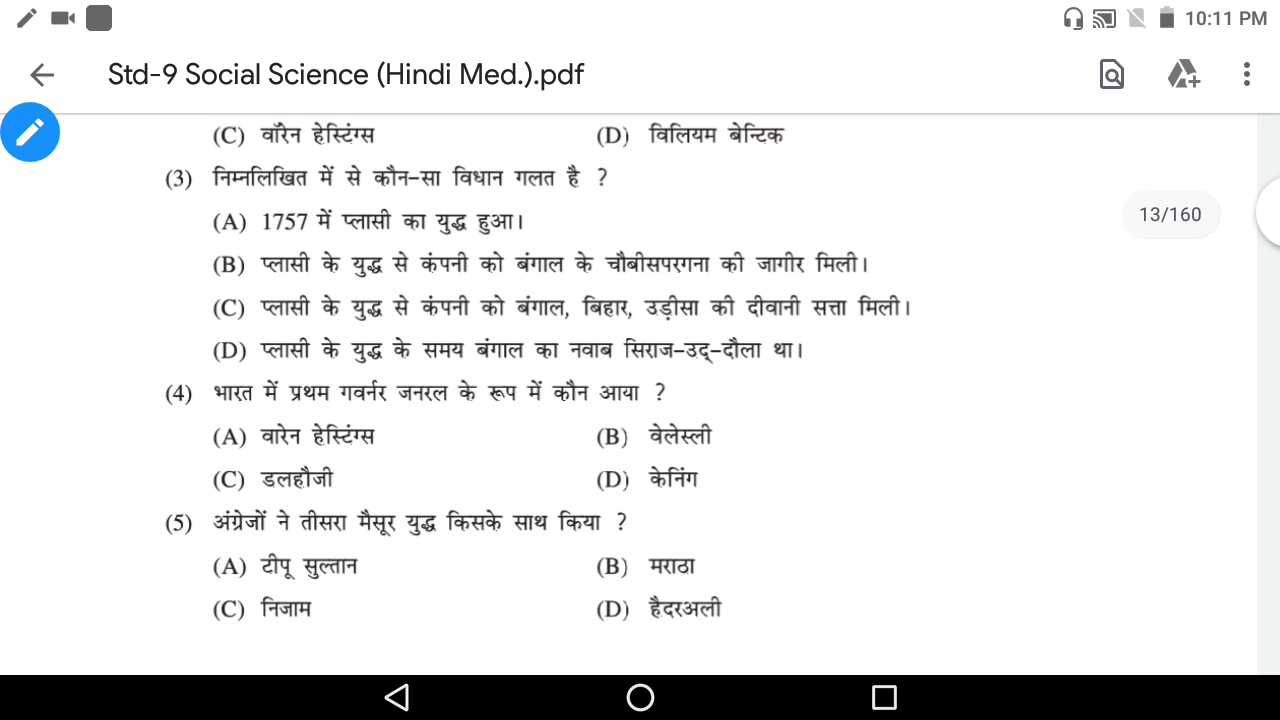 10:11 PM
Std-9 Social Science (Hindi Med.).pdf
(C) वॉरेन हेस्टिंग्स (D) विलियम बेन्टिक
(3) निम्नलिखित में से कौन-सा विधान गलत है ?
13/160
(A) 1757 में प्लासी का युद्ध हुआ।
(B) प्लासी के युद्ध से कंपनी को बंगाल के चौबीसपरगना की जागीर मिली।
(C) प्लासी के युद्ध से कंपनी को बंगाल, बिहार, उड़ीसा की दीवानी सत्ता मिली।
(D) प्लासी के युद्ध के समय बंगाल का नवाब सिराज-उद्-दौला था।
(4) भारत में प्रथम गवर्नर जनरल के रूप में कौन आया ?
(A) वारेन हेस्टिंग्स (B) वेलेस्ली
(C) डलहौजी (D) केनिंग
(5) अंग्रेजों ने तीसरा मैसूर युद्ध किसके साथ किया ?
(A) टीपू सुल्तान (B) मराठा
(C) निजाम (D) हैदरअली